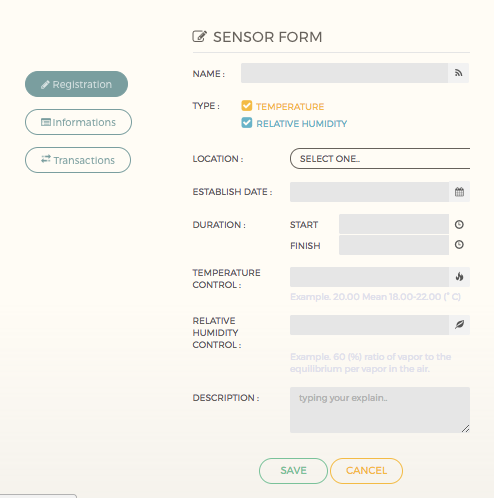 SENSOR FORM
NAME :
Registration
TYPE :
TEMPERATURE
RELATIVE HUMIDITY
Informations
Transactions
LOCATION :
SELECT ONE..
ESTABLISH DATE :
DURATION :
START
FINISH
TEMPERATURE
CONTROL :
Example. 20.00 Mean 18.00-22.00 (° C)
RELATIVE
HUMIDITY
CONTROL :
Example. 60 (%) ratio of vapor to the
equilibrium per vapor in the air.
DESCRIPTION :
typing your explain..
SAVE
CANCEL